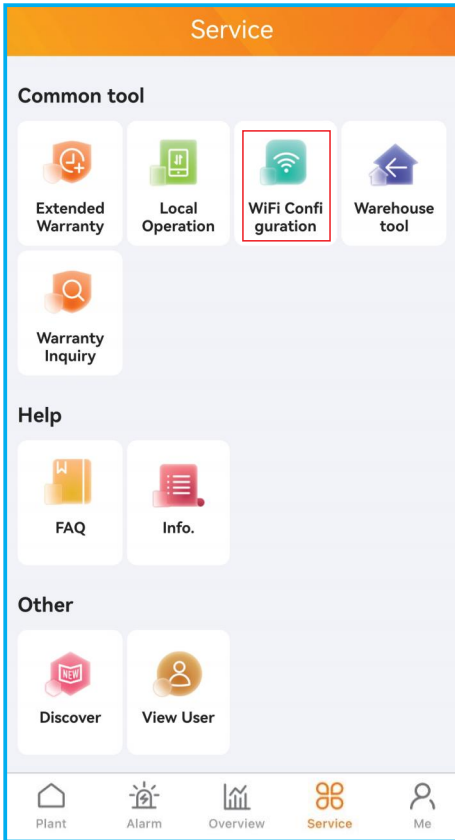 Service
Common tool
Extended
Warranty
Local
Operation
WiFi Confi
guration
Warehouse
tool
Warranty
Inquiry
Help
FAQ
Info.
Other
NEW
Discover
View User
Plant
Alarm
Overview
Service
Me